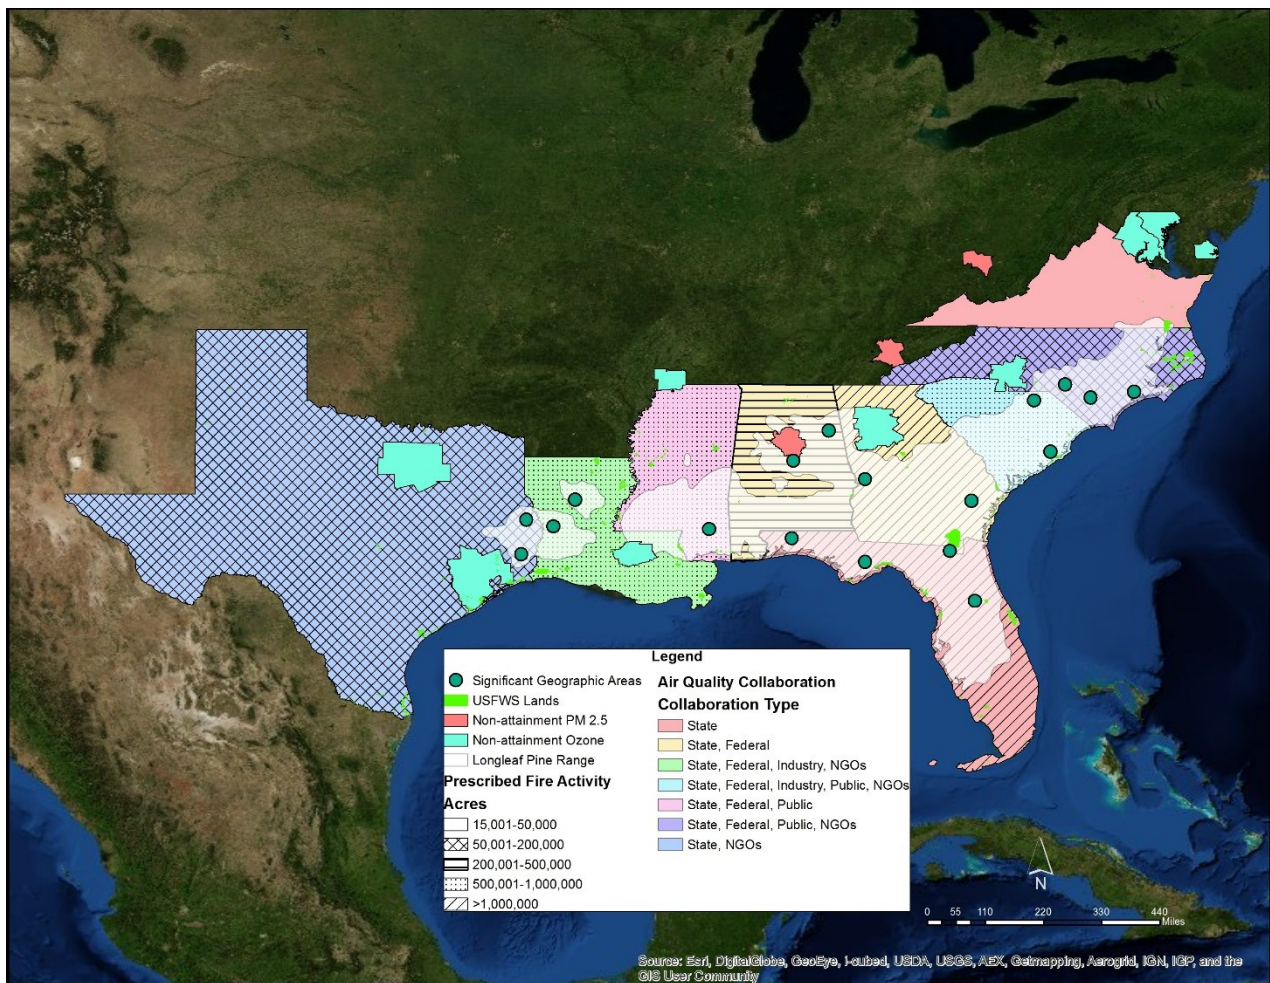 Legend
Significant Geographic Areas
USFWS Lands
Non-attainment PM 2.5
Non-attainment Ozone
Longleaf Pine Range
Prescribed Fire Activity
Acres
15,001-50,000
50,001-200,000
200,001-500,000
500,001-1,000,000
>1,000,000
Air Quality Collaboration
Collaboration Type
State
State, Federal
State, Federal, Industry, NGOs
State, Federal, Industry, Public, NGOs
State, Federal, Public
State, Federal, Public, NGOs
State, NGOs
N
0 55 110 220 330 440
Miles
Source: Esri, DigitalGlobe, GeoEye, i-cubed, USDA, USGS, AEX, Getmapping, Aerogrid, IGN, IGP, and the
GIS User Community